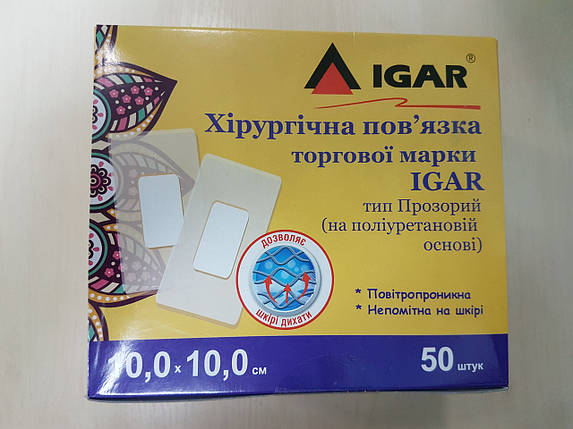 IGAR®
Хірургічна пов’язка
торгової марки
IGAR
тип Прозорий
(на поліуретановій
основі)
ДОЗВОЛЯЄ
ШКІРІ ДИХАТИ
* Повітропроникна
* Непомітна на шкірі
10,0 x 10,0 см
50 штук